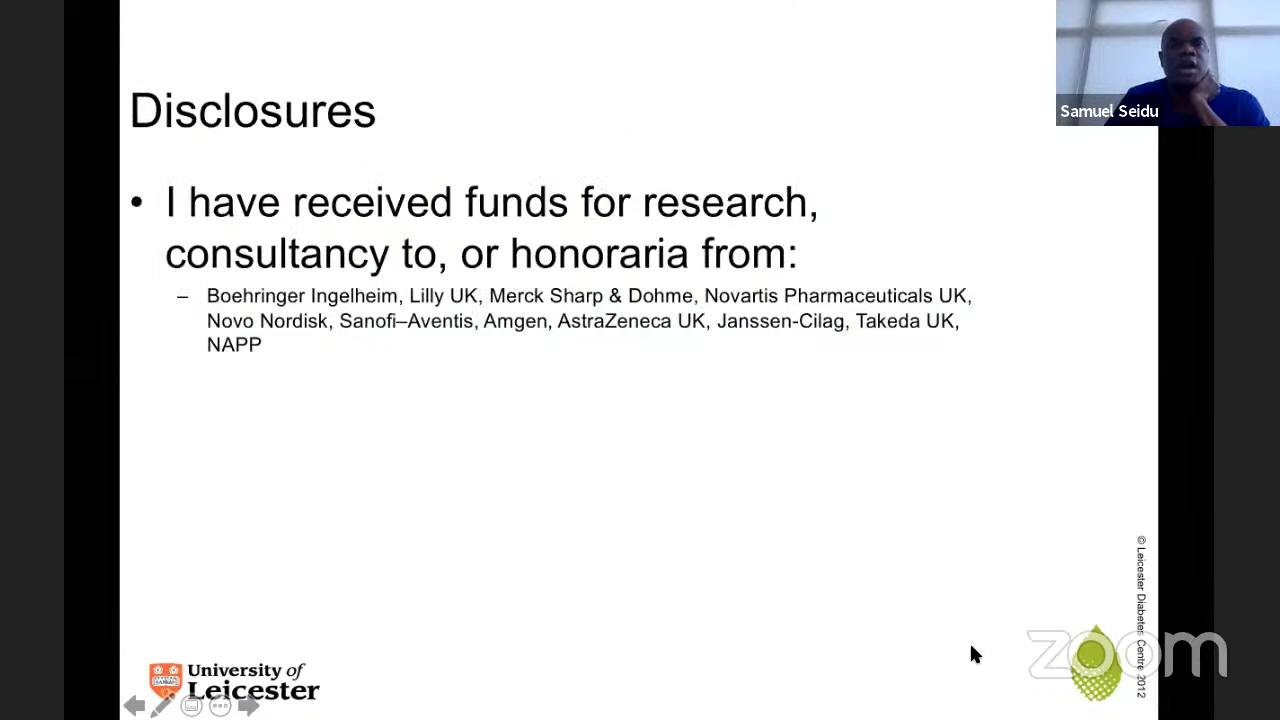 Disclosures
Samuel Seidu
• I have received funds for research,
consultancy to, or honoraria from:
– Boehringer Ingelheim, Lilly UK, Merck Sharp & Dohme, Novartis Pharmaceuticals UK,
Novo Nordisk, Sanofi–Aventis, Amgen, AstraZeneca UK, Janssen-Cilag, Takeda UK,
NAPP
© Leicester Diabetes Centre 2012
University of
Leicester
zoom